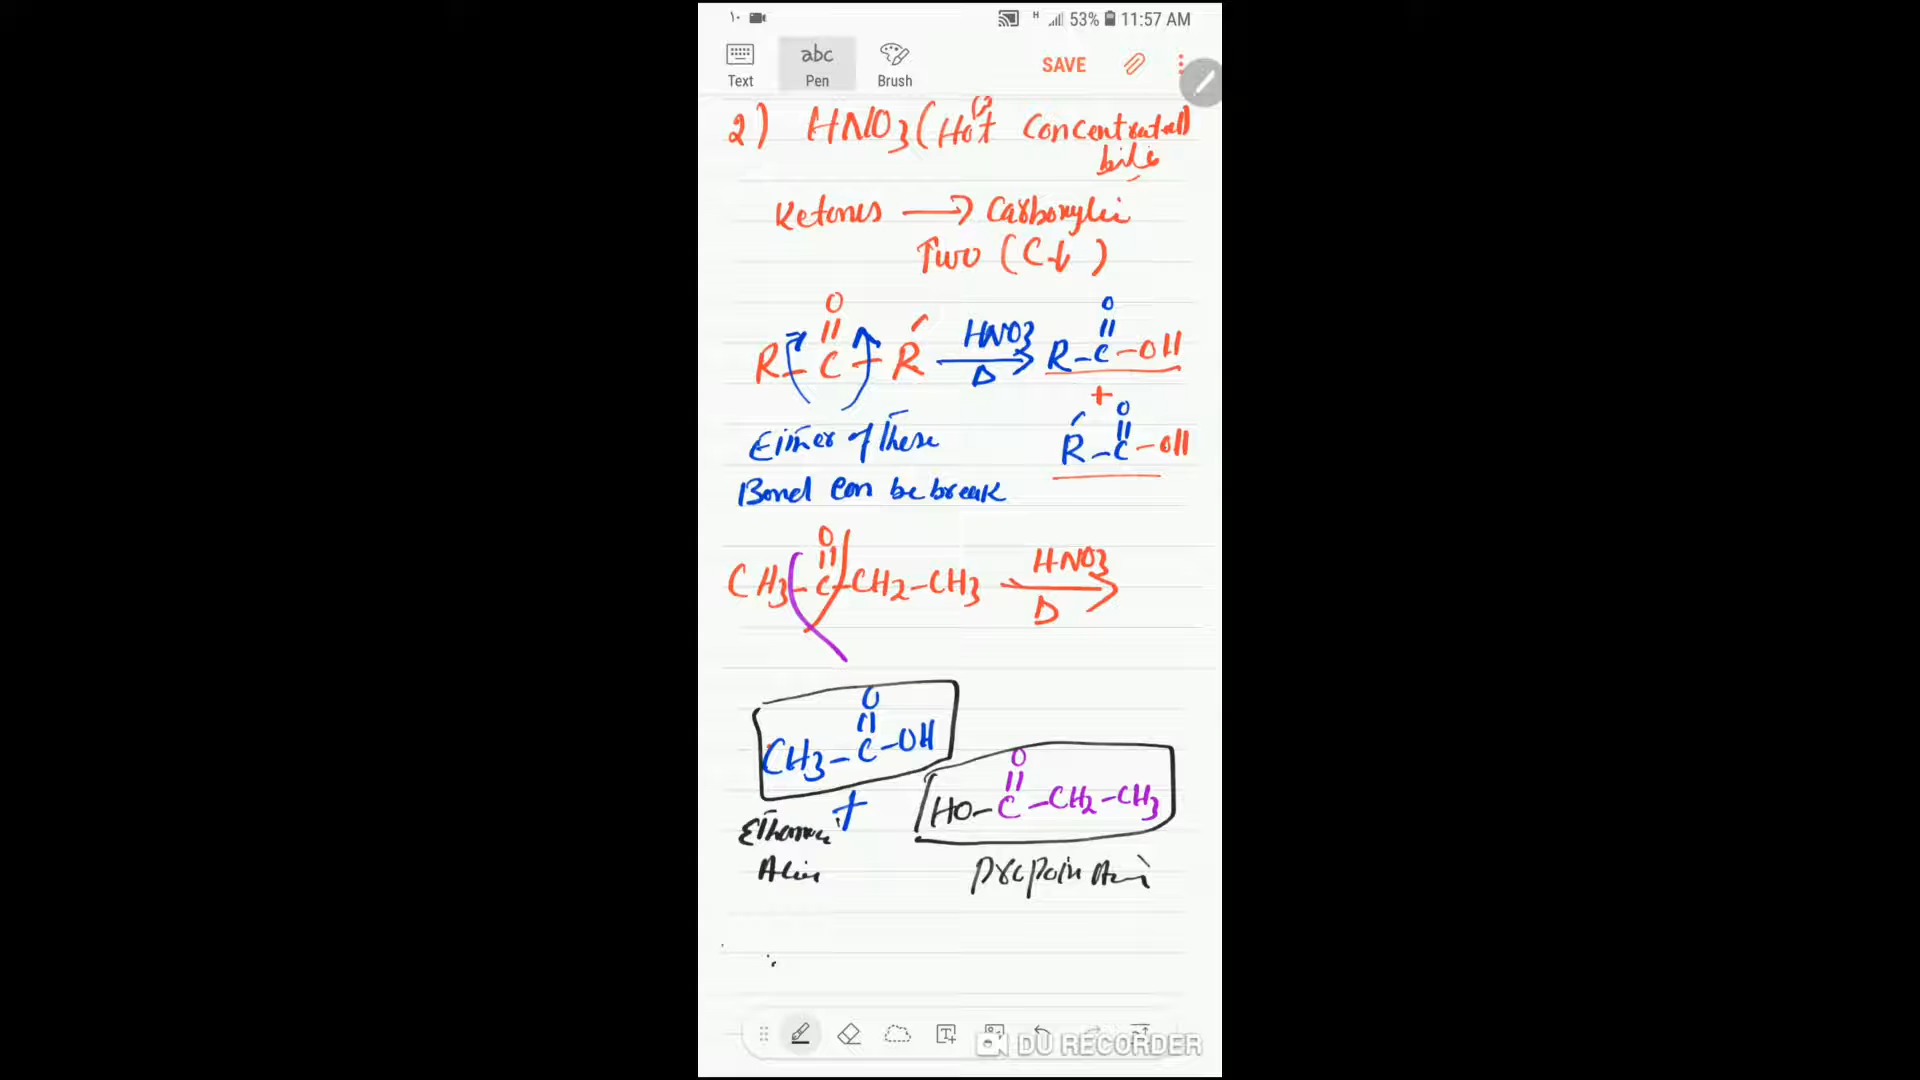 53% 11:57 AM
Text Pen Brush SAVE
abc
2) HNO3 (Hot Concentrated
Ketones → Carboxylic
Two (C↓)
O
||
R-C-R' HNO3 → Δ
O
||
R-C-OH
+
O
||
R'-C-OH
Either of these
Bond can be break
O
||
CH3-C-CH2-CH3 HNO3 → Δ
O
||
CH3-C-OH
+
O
||
HO-C-CH2-CH3
DU RECORDER